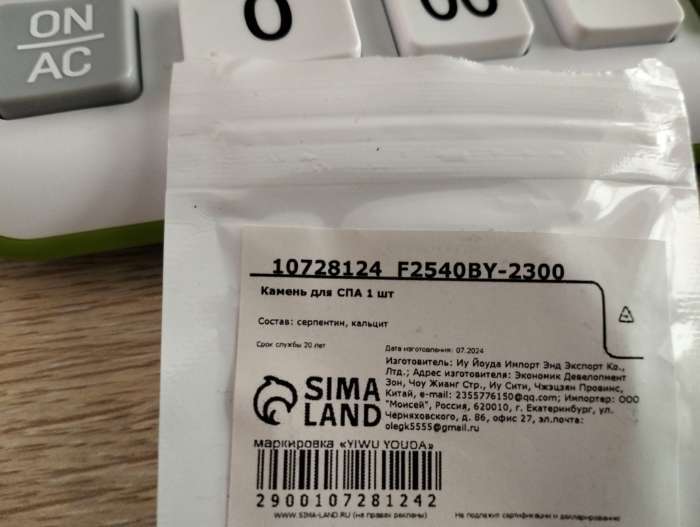 ON
AC
0
00
10728124 F2540BY-2300
Камень для СПА 1 шт
Состав: серпентин, кальцит
Срок службы 20 лет
Дата изготовления: 07.2024
Изготовитель: Иу Йоуда Импорт Энд Экспорт Ко.,
Лтд.; Адрес изготовителя: Экономик Девелопмент
Зон, Чоу Жианг Стр., Иу Сити, Чжэцзян Провинс,
Китай, e-mail: 2355776150@qq.com; Импортер: ООО
"Моисей", Россия, 620010, г. Екатеринбург, ул.
Черняховского, д. 86, офис 27, эл.почта:
olegk5555@gmail.ru
SIMA
LAND
маркировка «YIWU YOUDA»
2900107281242
WWW.SIMA-LAND.RU (не правах рекламы)
Не подлежит сертификации и декларированию